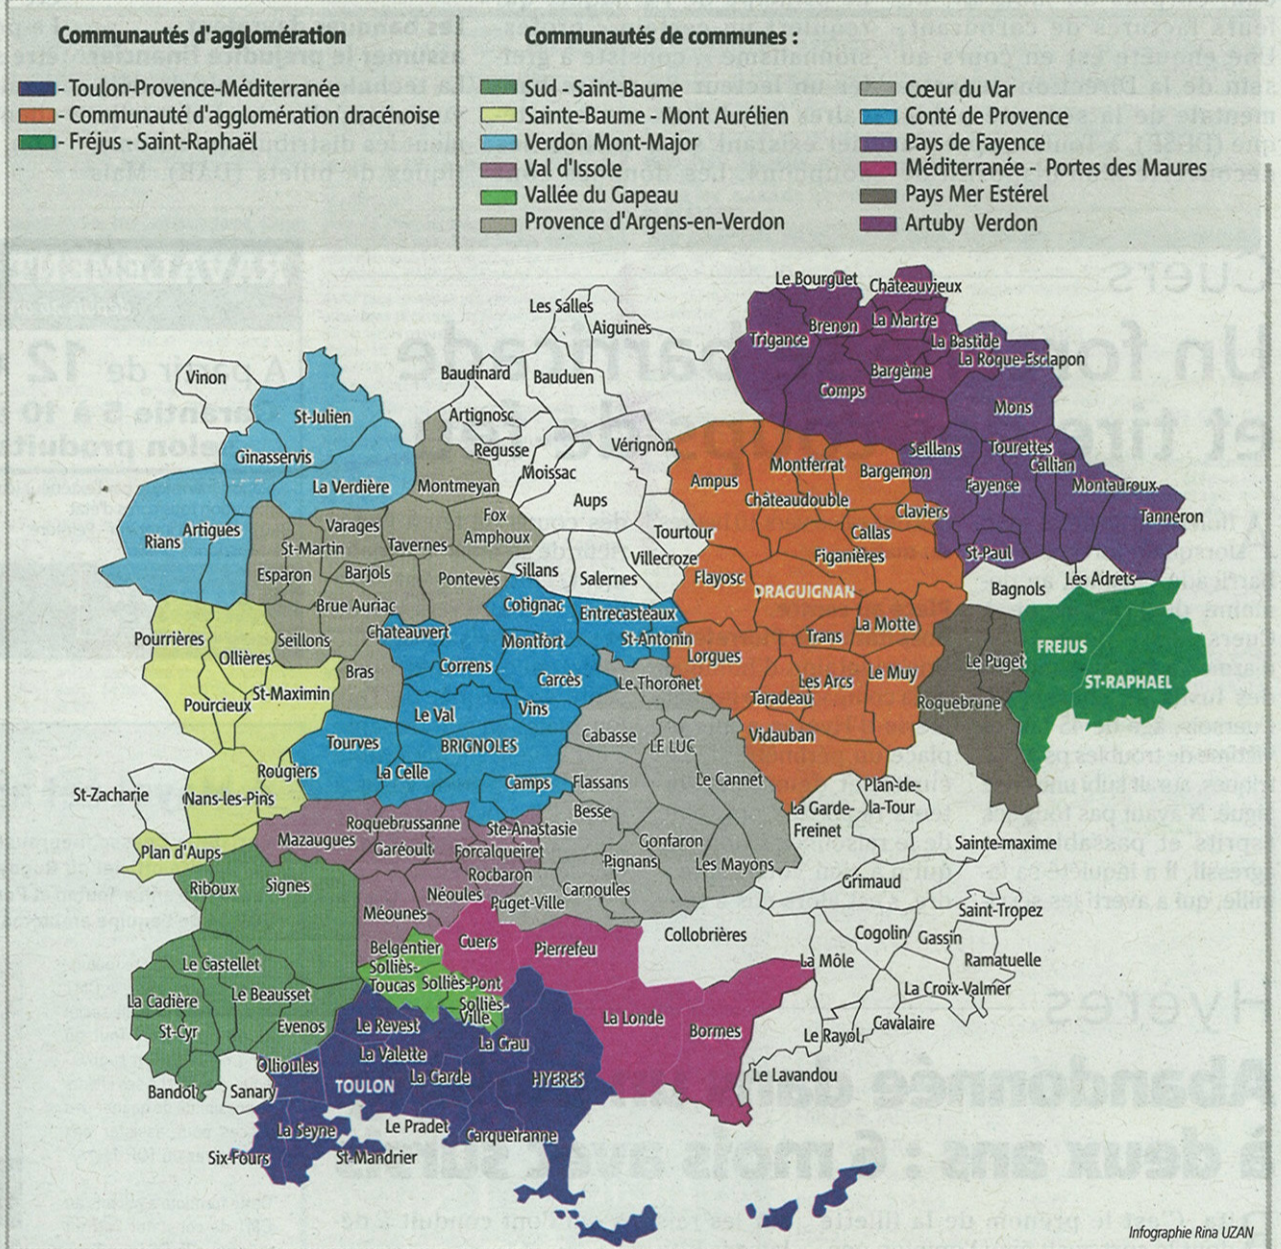 Communautés d'agglomération
- Toulon-Provence-Méditerranée
- Communauté d'agglomération dracénoise
- Fréjus - Saint-Raphaël
Communautés de communes :
Sud - Saint-Baume
Sainte-Baume - Mont Aurélien
Verdon Mont-Major
Val d'Issole
Vallée du Gapeau
Provence d'Argens-en-Verdon
Cœur du Var
Conté de Provence
Pays de Fayence
Méditerranée - Portes des Maures
Pays Mer Estérel
Artuby Verdon
Le Bourguet
Châteauvieux
Les Salles
Aiguines
Trigance
Brenon
La Martre
La Bastide
La Roque-Esclapon
Vinon
Baudinard
Bauduen
Bargème
Comps
St-Julien
Artignosc
Mons
Ginasservis
Regusse
Vérignon
Seillans
Tourettes
Moissac
Montferrat
Bargemon
Callian
La Verdière
Montmeyan
Ampus
Fayence
Montauroux
Aups
Châteaudouble
Claviers
Tanneron
Rians
Artigues
Varages
Fox
Amphoux
Tourtour
Callas
St-Martin
Tavernes
Villecroze
Figanières
St-Paul
Esparon
Barjols
Pontevès
Sillans
Salernes
Flayosc
DRAGUIGNAN
Bagnols
Les Adrets
Brue Auriac
Cotignac
Entrecasteaux
Pourrières
Seillons
Chateauvert
Montfort
St-Antonin
Trans
La Motte
Ollières
Lorgues
FREJUS
Bras
Correns
Carcès
Le Thoronet
Les Arcs
Le Muy
Le Puget
ST-RAPHAEL
Pourcieux
St-Maximin
Le Val
Vins
Taradeau
Roquebrune
Tourves
BRIGNOLES
Cabasse
LE LUC
Vidauban
St-Zacharie
Rougiers
La Celle
Camps
Flassans
Le Cannet
Nans-les-Pins
Plan-de-
la-Tour
Besse
La Garde-
Freinet
Mazaugues
Roquebrussanne
Ste-Anastasie
Gonfaron
Sainte-maxime
Plan d'Aups
Garéoult
Forcalqueiret
Pignans
Les Mayons
Riboux
Signes
Rocbaron
Carnoules
Grimaud
Néoules
Puget-Ville
Méounes
St-Tropez
Belgentier
Cuers
Pierrefeu
Collobrières
Cogolin
Gassin
Le Castellet
Solliès-
Toucas
Solliès-Pont
La Môle
Ramatuelle
La Cadière
Le Beausset
Solliès-
Ville
La Croix-Valmer
St-Cyr
Evenos
Le Revest
La Londe
Bormes
Cavalaire
La Crau
Le Rayol
Ollioules
La Valette
Bandol
Sanary
TOULON
La Garde
HYERES
Le Lavandou
La Seyne
Le Pradet
Carqueiranne
Six-Fours
St-Mandrier
Infographie Rina UZAN